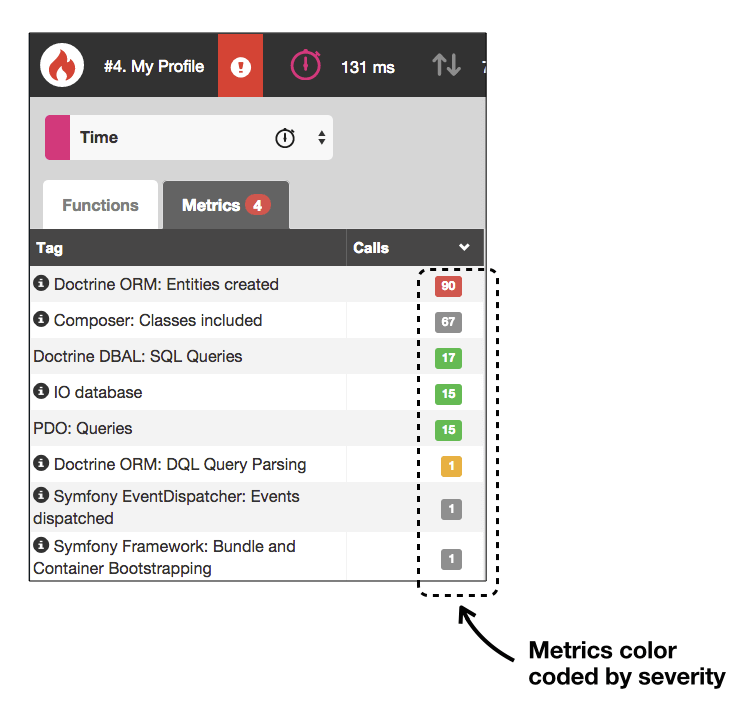 #4. My Profile 131 ms
Time
Functions Metrics 4
Tag Calls
Doctrine ORM: Entities created 90
Composer: Classes included 67
Doctrine DBAL: SQL Queries 17
IO database 15
PDO: Queries 15
Doctrine ORM: DQL Query Parsing 1
Symfony EventDispatcher: Events
dispatched 1
Symfony Framework: Bundle and
Container Bootstrapping 1
Metrics color
coded by severity